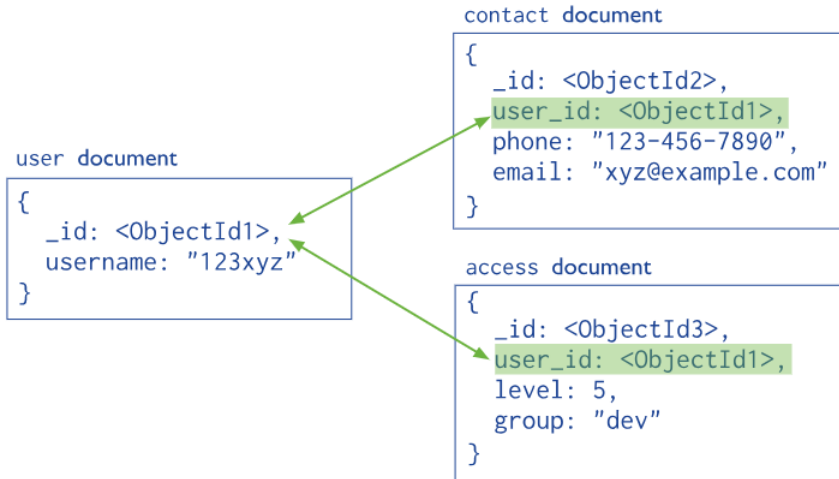 contact document
{
_id: <ObjectId2>,
user_id: <ObjectId1>,
phone: "123-456-7890",
email: "xyz@example.com"
}
user document
{
_id: <ObjectId1>,
username: "123xyz"
}
access document
{
_id: <ObjectId3>,
user_id: <ObjectId1>,
level: 5,
group: "dev"
}